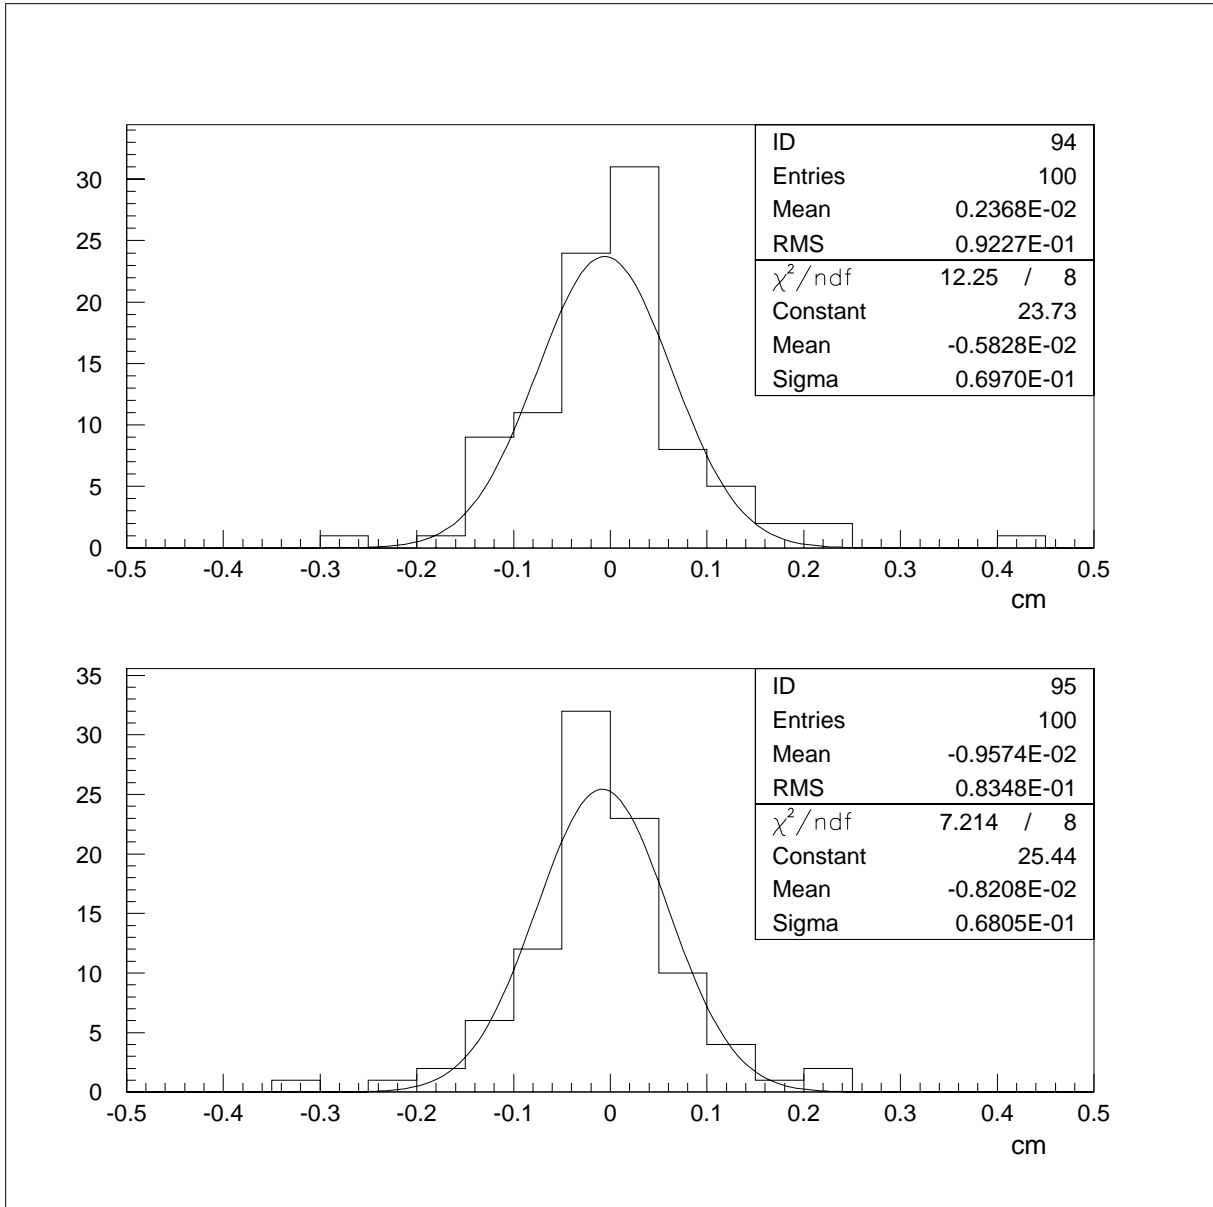 ID 94
Entries 100
Mean 0.2368E-02
RMS 0.9227E-01
χ²/ndf 12.25 / 8
Constant 23.73
Mean -0.5828E-02
Sigma 0.6970E-01
30
25
20
15
10
5
0
-0.5 -0.4 -0.3 -0.2 -0.1 0 0.1 0.2 0.3 0.4 0.5
cm
ID 95
Entries 100
Mean -0.9574E-02
RMS 0.8348E-01
χ²/ndf 7.214 / 8
Constant 25.44
Mean -0.8208E-02
Sigma 0.6805E-01
35
30
25
20
15
10
5
0
-0.5 -0.4 -0.3 -0.2 -0.1 0 0.1 0.2 0.3 0.4 0.5
cm